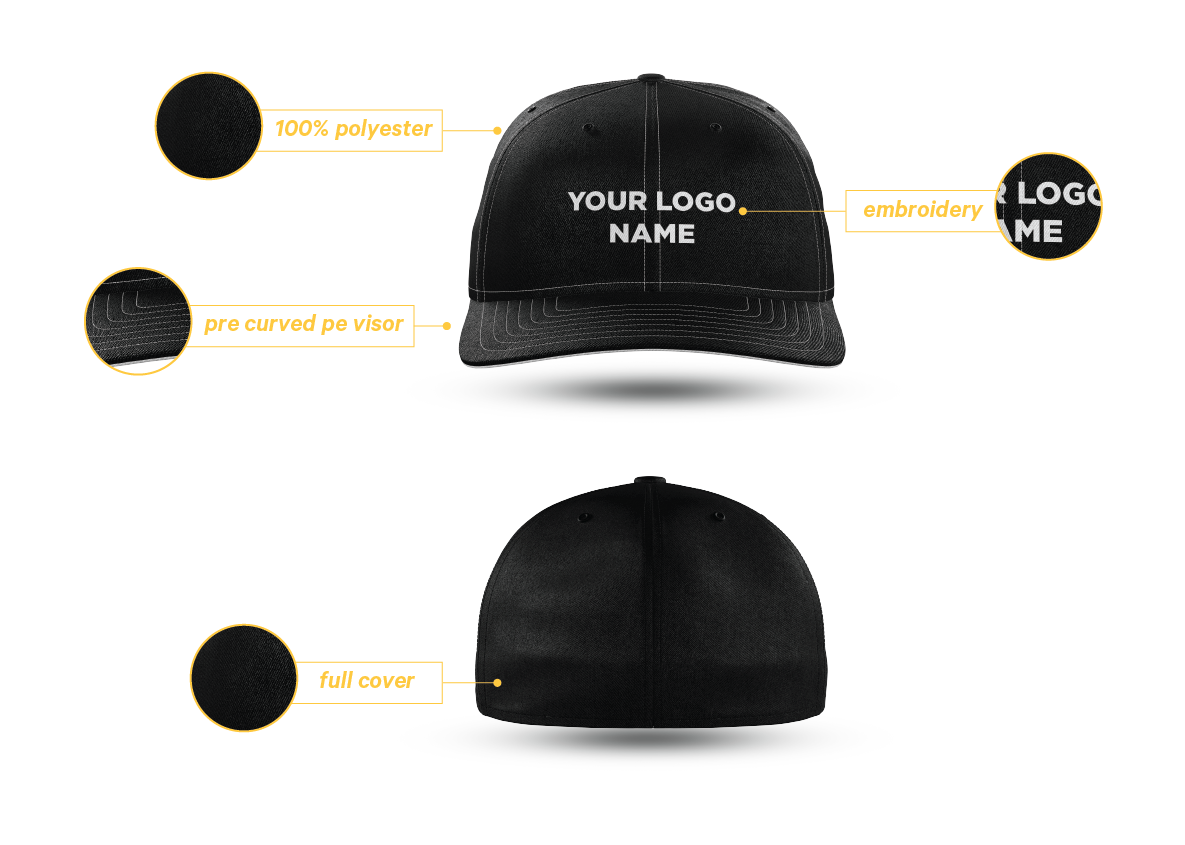 100% polyester
YOUR LOGO
NAME
embroidery
R LOGO
AME
pre curved pe visor
full cover